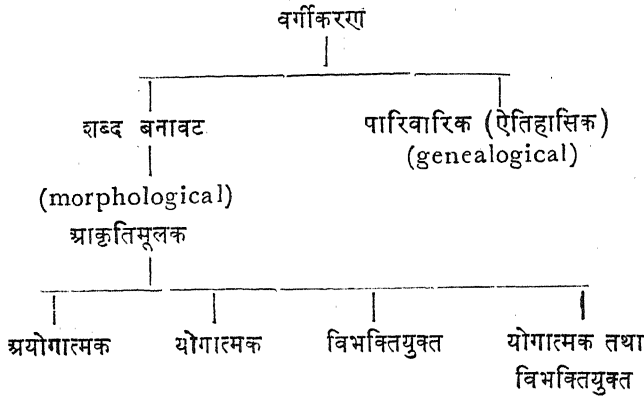 वर्गीकरण
शब्द बनावट
पारिवारिक (ऐतिहासिक)
(genealogical)
(morphological)
आकृतिमूलक
अयोगात्मक
योगात्मक
विभक्तियुक्त
योगात्मक तथा
विभक्तियुक्त